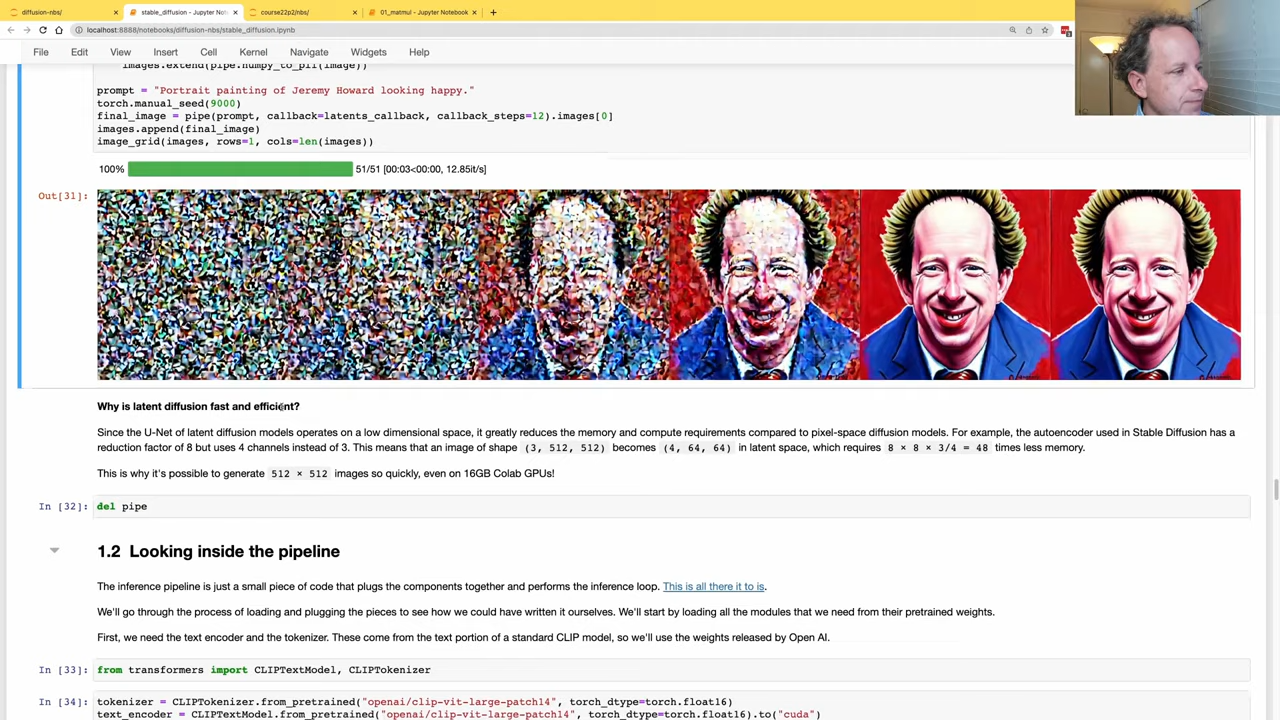 diffusion-nbs/
stable_diffusion - Jupyter Not
course22p2/nbs/
01_matmul - Jupyter Notebook
localhost:8888/notebooks/diffusion-nbs/stable_diffusion.ipynb
File Edit View Insert Cell Kernel Navigate Widgets Help
images.extend(pipe.numpy_to_pil(image))
prompt = "Portrait painting of Jeremy Howard looking happy."
torch.manual_seed(9000)
final_image = pipe(prompt, callback=latents_callback, callback_steps=12).images[0]
images.append(final_image)
image_grid(images, rows=1, cols=len(images))
100% 51/51 [00:03<00:00, 12.85it/s]
Out[31]:
Why is latent diffusion fast and efficient?
Since the U-Net of latent diffusion models operates on a low dimensional space, it greatly reduces the memory and compute requirements compared to pixel-space diffusion models. For example, the autoencoder used in Stable Diffusion has a
reduction factor of 8 but uses 4 channels instead of 3. This means that an image of shape (3, 512, 512) becomes (4, 64, 64) in latent space, which requires 8 × 8 × 3/4 = 48 times less memory.
This is why it's possible to generate 512 × 512 images so quickly, even on 16GB Colab GPUs!
In [32]: del pipe
1.2 Looking inside the pipeline
The inference pipeline is just a small piece of code that plugs the components together and performs the inference loop. This is all there it to is.
We'll go through the process of loading and plugging the pieces to see how we could have written it ourselves. We'll start by loading all the modules that we need from their pretrained weights.
First, we need the text encoder and the tokenizer. These come from the text portion of a standard CLIP model, so we'll use the weights released by Open AI.
In [33]: from transformers import CLIPTextModel, CLIPTokenizer
In [34]: tokenizer = CLIPTokenizer.from_pretrained("openai/clip-vit-large-patch14", torch_dtype=torch.float16)
text_encoder = CLIPTextModel.from_pretrained("openai/clip-vit-large-patch14", torch_dtype=torch.float16).to("cuda")